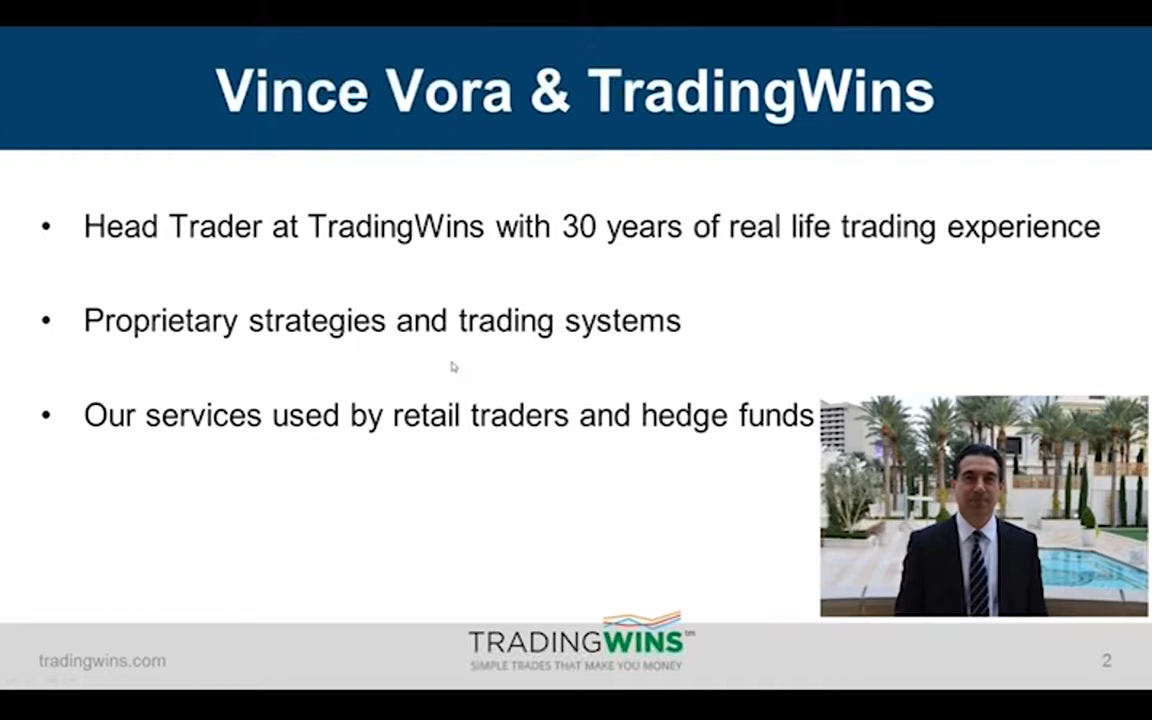 Vince Vora & TradingWins
• Head Trader at TradingWins with 30 years of real life trading experience
• Proprietary strategies and trading systems
• Our services used by retail traders and hedge funds
tradingwins.com
TRADINGWINS™
SIMPLE TRADES THAT MAKE YOU MONEY
2